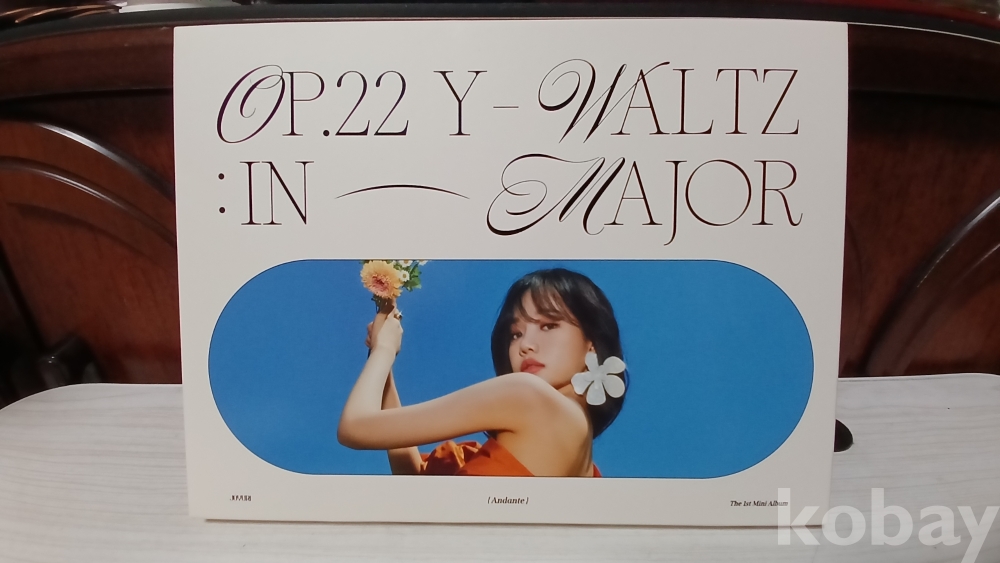 OP.22 Y-WALTZ
:IN MAJOR
[Andante]
The 1st Mini Album
kobay